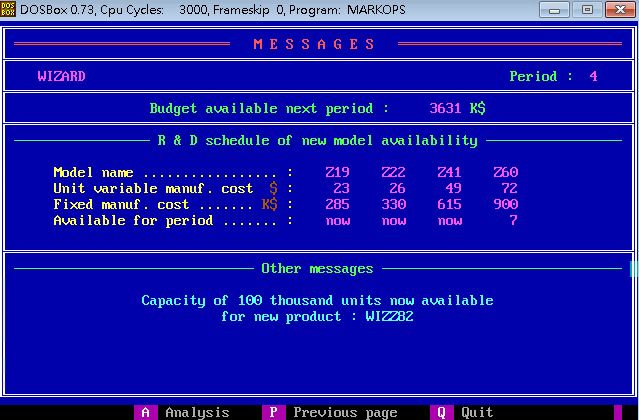 DOS BOX DOSBox 0.73, Cpu Cycles: 3000, Frameskip 0, Program: MARKOPS
M E S S A G E S
WIZARD Period : 4
Budget available next period : 3631 K$
R & D schedule of new model availability
Model name ................. : Z19 Z22 Z41 Z60
Unit variable manuf. cost $ : 23 26 49 72
Fixed manuf. cost ....... K$ : 285 330 615 900
Available for period ....... : now now now 7
Other messages
Capacity of 100 thousand units now available
for new product : WIZZ82
A Analysis P Previous page Q Quit